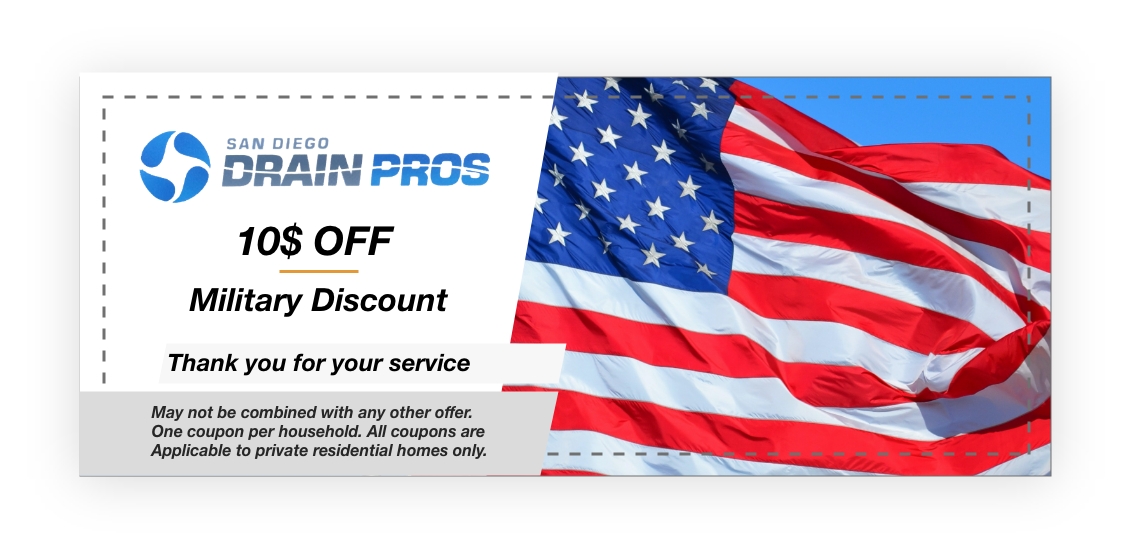 SAN DIEGO
DRAIN PROS
10$ OFF
Military Discount
Thank you for your service
May not be combined with any other offer.
One coupon per household. All coupons are
Applicable to private residential homes only.